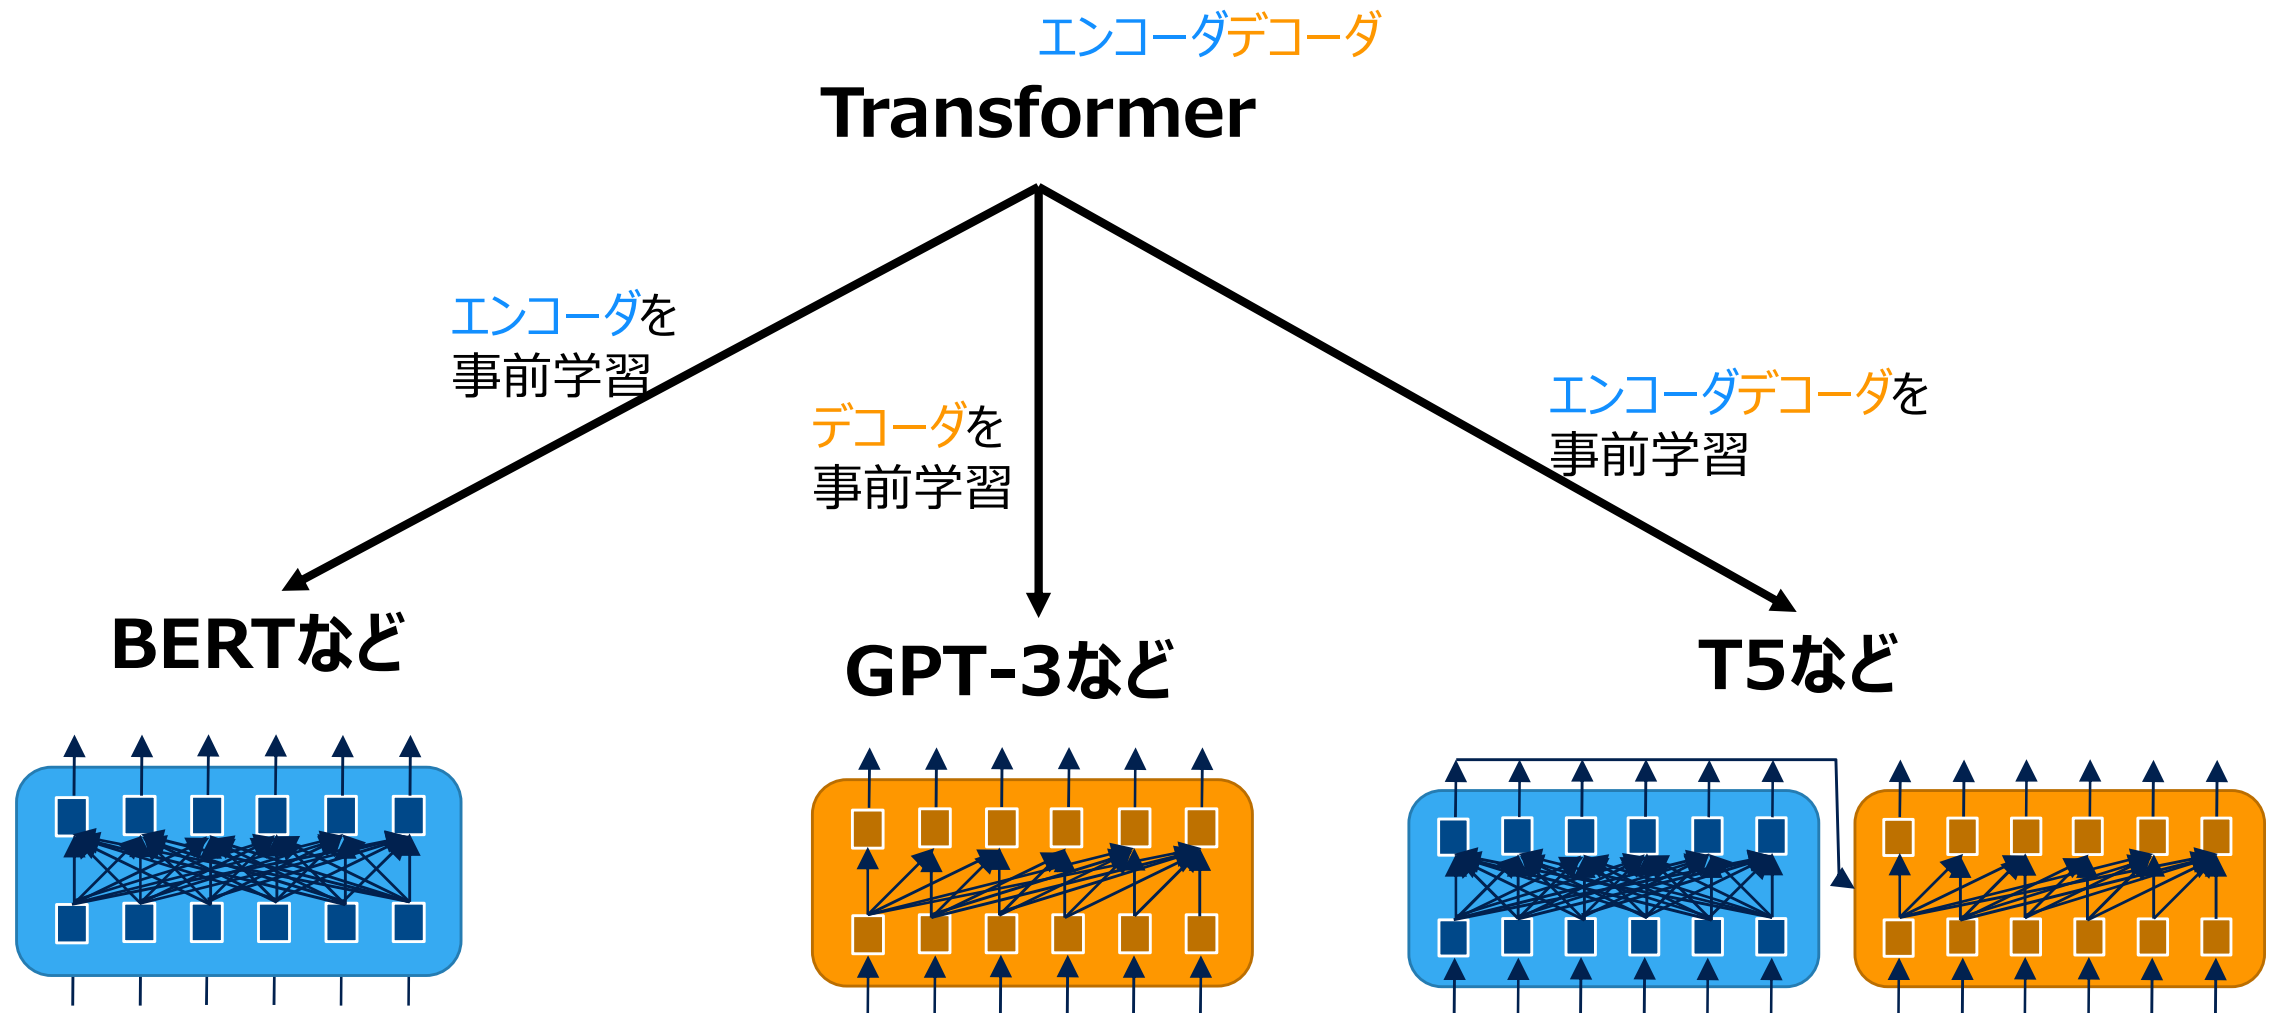 エンコーダデコーダ
Transformer
エンコーダを
事前学習
デコーダを
事前学習
エンコーダデコーダを
事前学習
BERTなど
GPT-3など
T5など